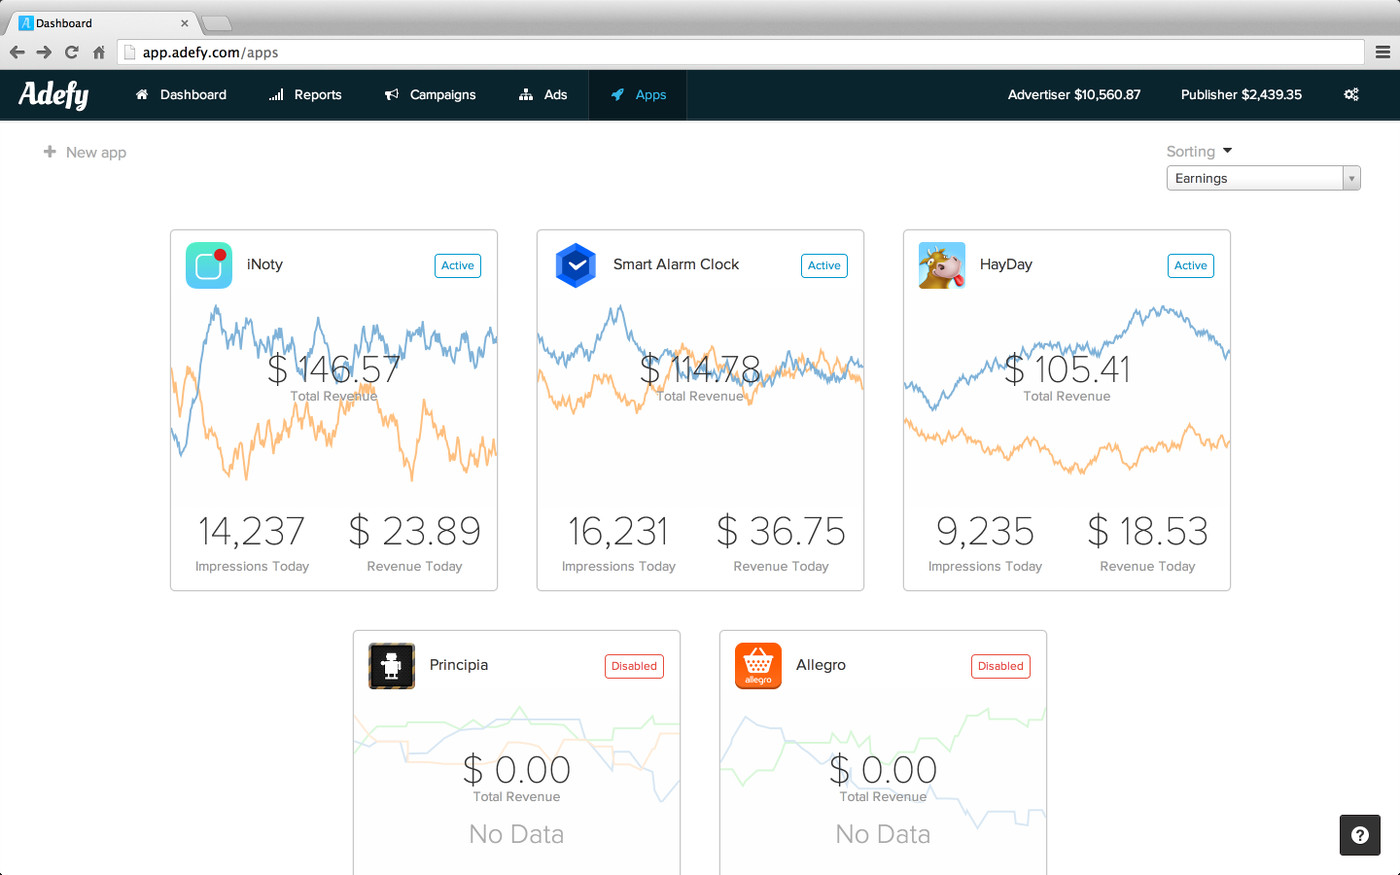 Dashboard
app.adefy.com/apps
Adefy Dashboard Reports Campaigns Ads Apps Advertiser $10,560.87 Publisher $2,439.35
+ New app
Sorting
Earnings
iNoty Active
$ 146.57
Total Revenue
14,237 $ 23.89
Impressions Today Revenue Today
Smart Alarm Clock Active
$ 114.78
Total Revenue
16,231 $ 36.75
Impressions Today Revenue Today
HayDay Active
$ 105.41
Total Revenue
9,235 $ 18.53
Impressions Today Revenue Today
Principia Disabled
$ 0.00
Total Revenue
No Data
allegro
Allegro Disabled
$ 0.00
Total Revenue
No Data
?